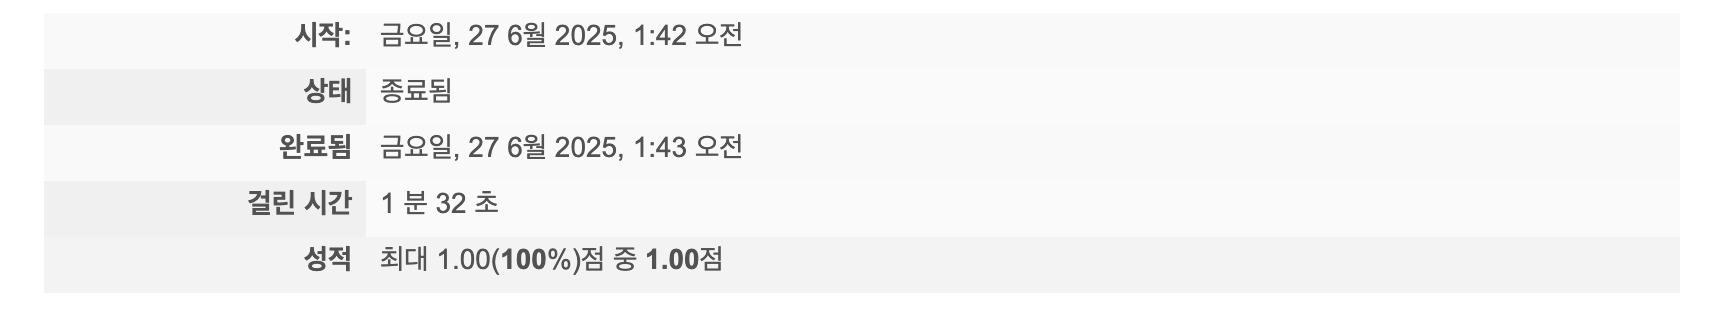 시작: 금요일, 27 6월 2025, 1:42 오전
상태 종료됨
완료됨 금요일, 27 6월 2025, 1:43 오전
걸린 시간 1 분 32 초
성적 최대 1.00(100%)점 중 1.00점